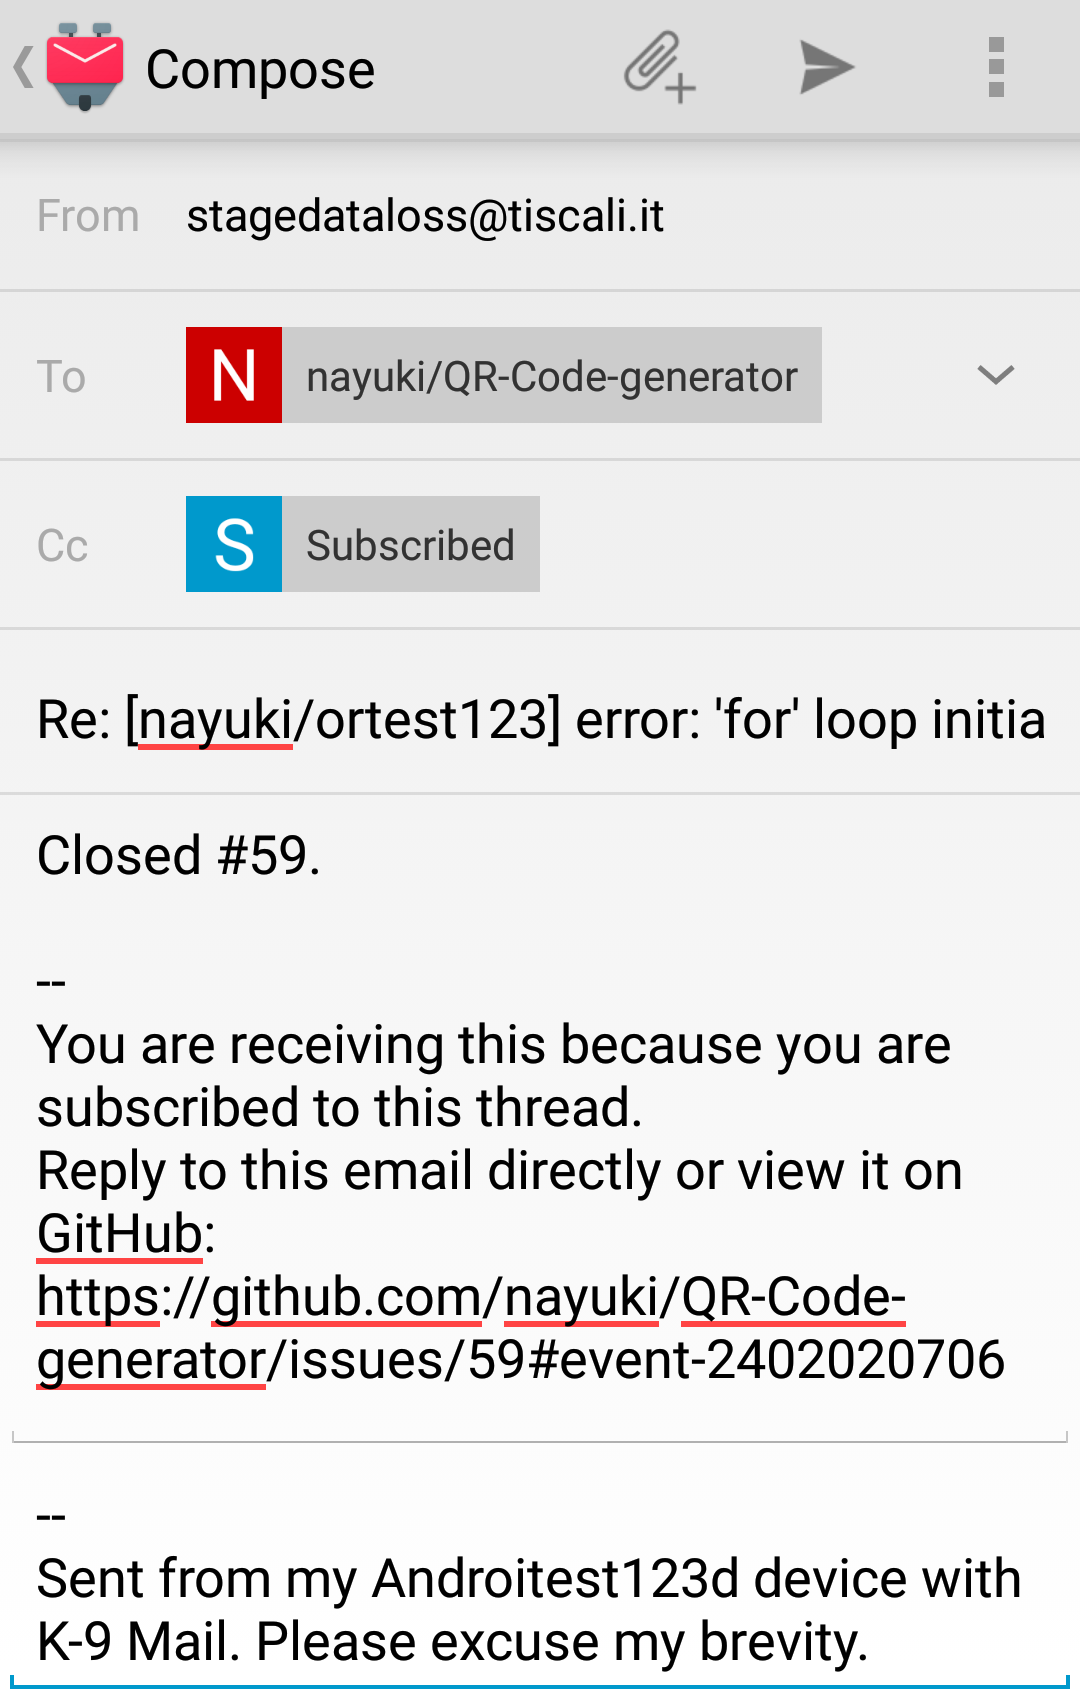 Compose
From stagedataloss@tiscali.it
To N nayuki/QR-Code-generator
Cc S Subscribed
Re: [nayuki/ortest123] error: 'for' loop initia
Closed #59.
--
You are receiving this because you are
subscribed to this thread.
Reply to this email directly or view it on
GitHub:
https://github.com/nayuki/QR-Code-
generator/issues/59#event-2402020706
--
Sent from my Androitest123d device with
K-9 Mail. Please excuse my brevity.